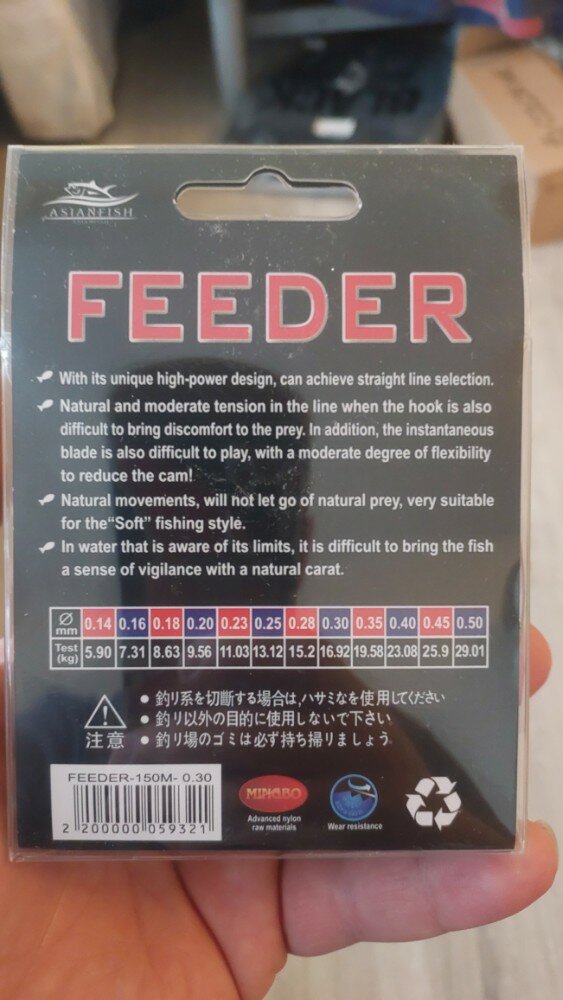 ASIANFISH
FEEDER
With its unique high-power design, can achieve straight line selection.
Natural and moderate tension in the line when the hook is also
difficult to bring discomfort to the prey. In addition, the instantaneous
blade is also difficult to play, with a moderate degree of flexibility
to reduce the cam!
Natural movements, will not let go of natural prey, very suitable
for the“Soft” fishing style.
In water that is aware of its limits, it is difficult to bring the fish
a sense of vigilance with a natural carat.
Ø mm 0.14 0.16 0.18 0.20 0.23 0.25 0.28 0.30 0.35 0.40 0.45 0.50
Test (kg) 5.90 7.31 8.63 9.56 11.03 13.12 15.2 16.92 19.58 23.08 25.9 29.01
• 釣り系を切断する場合は,ハサミなを使用してください
• 釣り以外の目的に使用しないで下さい
注意 • 釣り場のゴミは必ず持ち掃りましょう
FEEDER-150M- 0.30
2 200000 059321
MINGBO
Advanced nylon
raw materials
Wear resistance